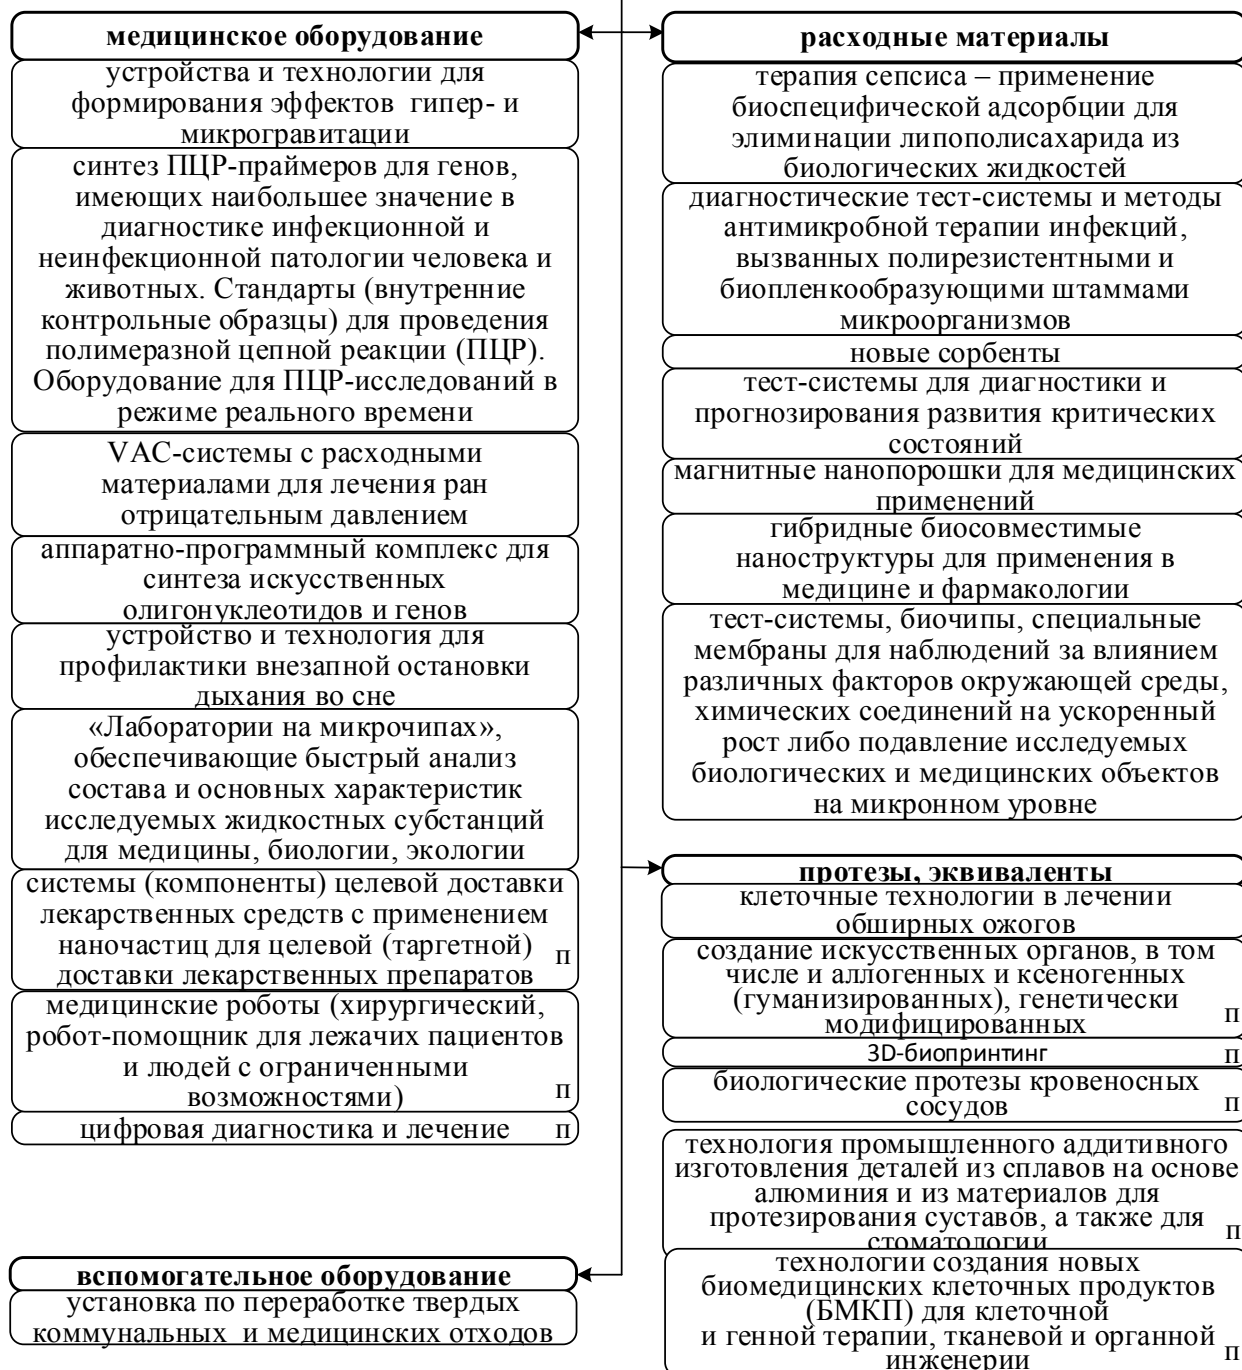 медицинское оборудование
устройства и технологии для
формирования эффектов гипер- и
микрогравитации
синтез ПЦР-праймеров для генов,
имеющих наибольшее значение в
диагностике инфекционной и
неинфекционной патологии человека и
животных. Стандарты (внутренние
контрольные образцы) для проведения
полимеразной цепной реакции (ПЦР).
Оборудование для ПЦР-исследований в
режиме реального времени
VAC-системы с расходными
материалами для лечения ран
отрицательным давлением
аппаратно-программный комплекс для
синтеза искусственных
олигонуклеотидов и генов
устройство и технология для
профилактики внезапной остановки
дыхания во сне
«Лаборатории на микрочипах»,
обеспечивающие быстрый анализ
состава и основных характеристик
исследуемых жидкостных субстанций
для медицины, биологии, экологии
системы (компоненты) целевой доставки
лекарственных средств с применением
наночастиц для целевой (таргетной)
доставки лекарственных препаратов п
медицинские роботы (хирургический,
робот-помощник для лежачих пациентов
и людей с ограниченными
возможностями) п
цифровая диагностика и лечение п
вспомогательное оборудование
установка по переработке твердых
коммунальных и медицинских отходов
расходные материалы
терапия сепсиса – применение
биоспецифической адсорбции для
элиминации липополисахарида из
биологических жидкостей
диагностические тест-системы и методы
антимикробной терапии инфекций,
вызванных полирезистентными и
биопленкообразующими штаммами
микроорганизмов
новые сорбенты
тест-системы для диагностики и
прогнозирования развития критических
состояний
магнитные нанопорошки для медицинских
применений
гибридные биосовместимые
наноструктуры для применения в
медицине и фармакологии
тест-системы, биочипы, специальные
мембраны для наблюдений за влиянием
различных факторов окружающей среды,
химических соединений на ускоренный
рост либо подавление исследуемых
биологических и медицинских объектов
на микронном уровне
протезы, эквиваленты
клеточные технологии в лечении
обширных ожогов
создание искусственных органов, в том
числе и аллогенных и ксеногенных
(гуманизированных), генетически
модифицированных п
3D-биопринтинг п
биологические протезы кровеносных
сосудов п
технология промышленного аддитивного
изготовления деталей из сплавов на основе
алюминия и из материалов для
протезирования суставов, а также для п
стоматологии
технологии создания новых
биомедицинских клеточных продуктов
(БМКП) для клеточной
и генной терапии, тканевой и органной
инженерии п